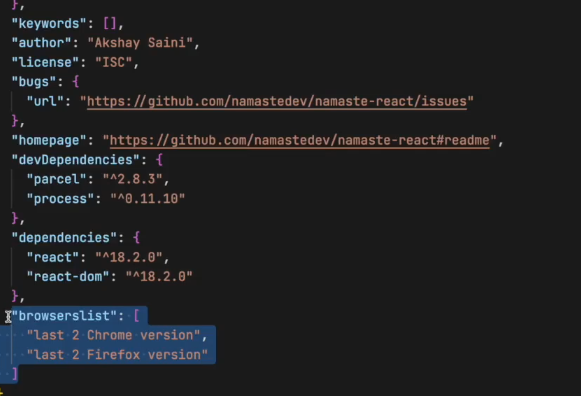 },
"keywords": [],
"author": "Akshay Saini",
"license": "ISC",
"bugs": {
"url": "https://github.com/namastedev/namaste-react/issues"
},
"homepage": "https://github.com/namastedev/namaste-react#readme",
"devDependencies": {
"parcel": "^2.8.3",
"process": "^0.11.10"
},
"dependencies": {
"react": "^18.2.0",
"react-dom": "^18.2.0"
},
"browserslist": [
"last 2 Chrome version",
"last 2 Firefox version"
]